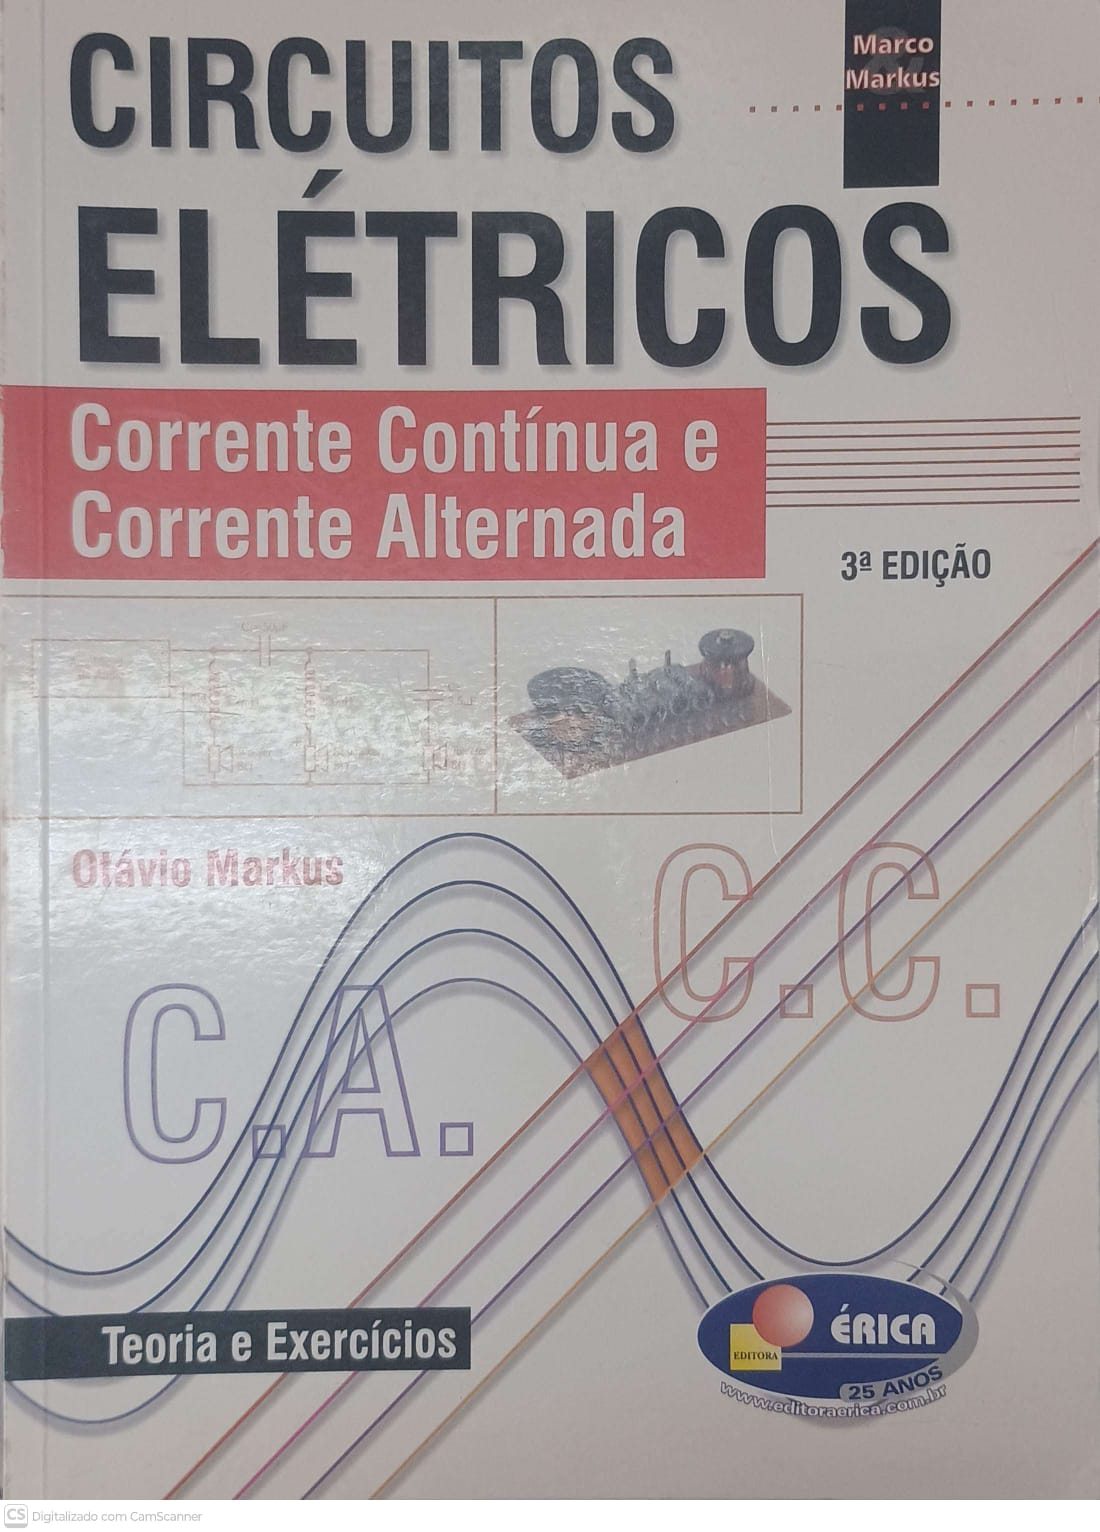 Marco
&
Markus
CIRCUITOS
ELÉTRICOS
Corrente Contínua e
Corrente Alternada
3ª EDIÇÃO
Otávio Markus
C.C.
C.A.
Teoria e Exercícios
ÉRICA
EDITORA
25 ANOS
www.editoraerica.com.br
CS Digitalizado com CamScanner